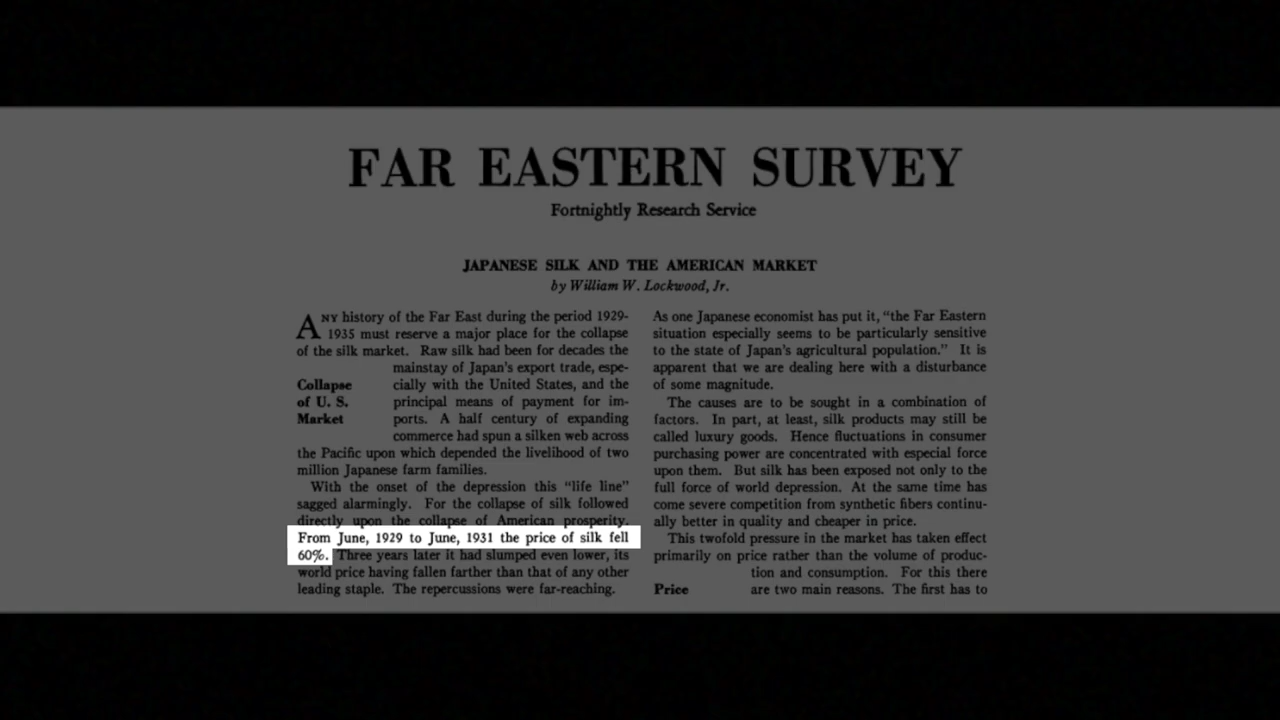 FAR EASTERN SURVEY
Fortnightly Research Service
JAPANESE SILK AND THE AMERICAN MARKET
by William W. Lockwood, Jr.
ANY history of the Far East during the period 1929-
1935 must reserve a major place for the collapse
of the silk market. Raw silk had been for decades the
mainstay of Japan's export trade, espe-
Collapse cially with the United States, and the
of U. S. principal means of payment for im-
Market ports. A half century of expanding
commerce had spun a silken web across
the Pacific upon which depended the livelihood of two
million Japanese farm families.
With the onset of the depression this "life line"
sagged alarmingly. For the collapse of silk followed
directly upon the collapse of American prosperity.
From June, 1929 to June, 1931 the price of silk fell
60%. Three years later it had slumped even lower, its
world price having fallen farther than that of any other
leading staple. The repercussions were far-reaching.
As one Japanese economist has put it, "the Far Eastern
situation especially seems to be particularly sensitive
to the state of Japan's agricultural population." It is
apparent that we are dealing here with a disturbance
of some magnitude.
The causes are to be sought in a combination of
factors. In part, at least, silk products may still be
called luxury goods. Hence fluctuations in consumer
purchasing power are concentrated with especial force
upon them. But silk has been exposed not only to the
full force of world depression. At the same time has
come severe competition from synthetic fibers continu-
ally better in quality and cheaper in price.
This twofold pressure in the market has taken effect
primarily on price rather than the volume of produc-
tion and consumption. For this there
Price are two main reasons. The first has to